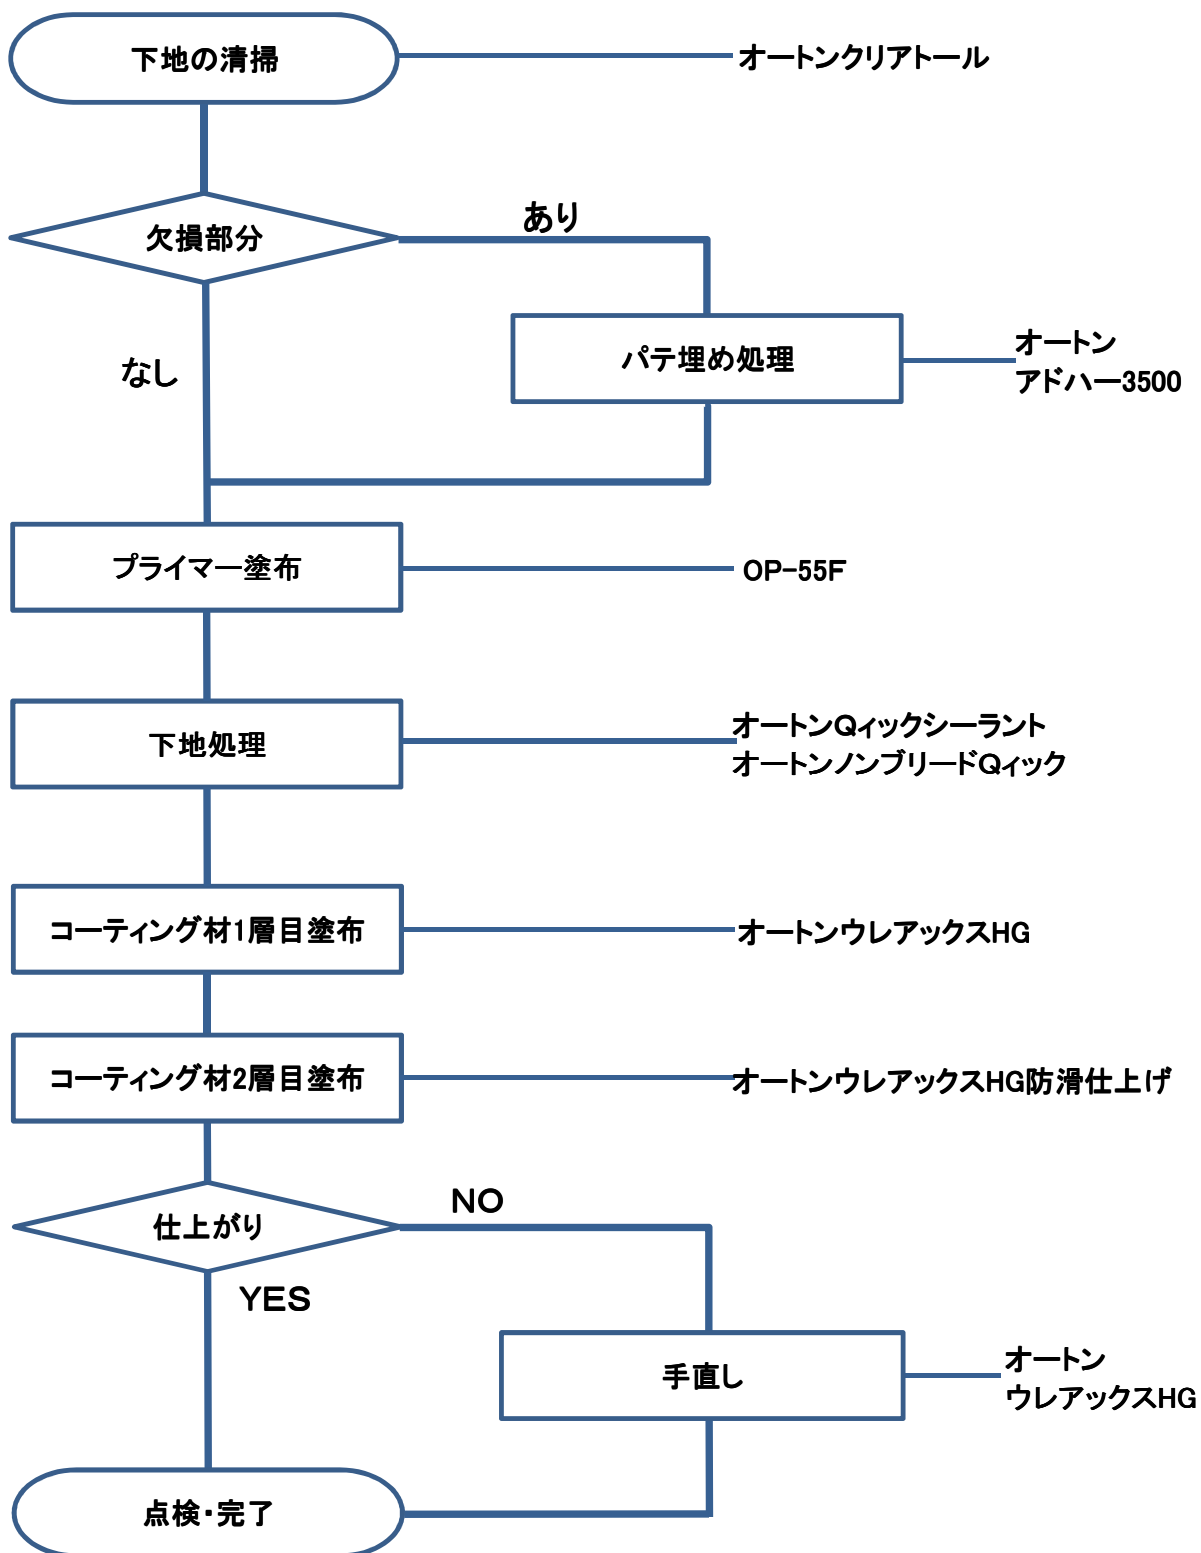 下地の清掃
オートンクリアトール
欠損部分
あり
なし
パテ埋め処理
オートン
アドハー3500
プライマー塗布
OP-55F
下地処理
オートンQィックシーラント
オートンノンブリードQィック
コーティング材1層目塗布
オートンウレアックスHG
コーティング材2層目塗布
オートンウレアックスHG防滑仕上げ
仕上がり
NO
YES
手直し
オートン
ウレアックスHG
点検・完了